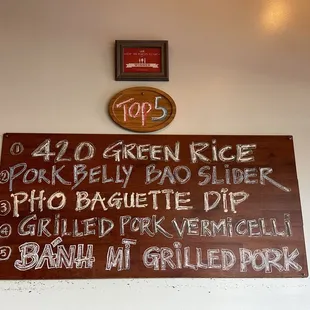 TOP 5
① 420 GREEN RICE
② PORK BELLY BAO SLIDER
③ PHO BAGUETTE DIP
④ GRILLED PORK VERMICELLI
⑤ BÁNH MÌ GRILLED PORK